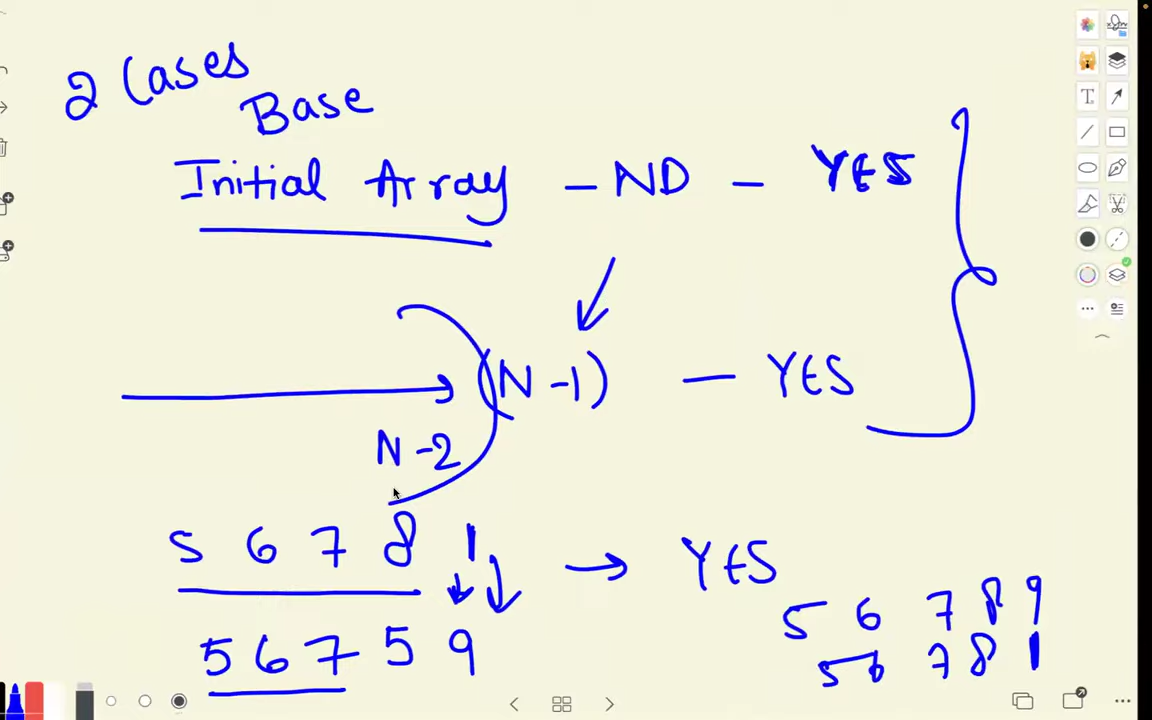 2 Cases
Base
Initial Array - ND - YES
(N-1) - YES
N-2
5 6 7 8 1 → YES
5 6 7 5 9
5 6 7 8 9
5 6 7 8 1